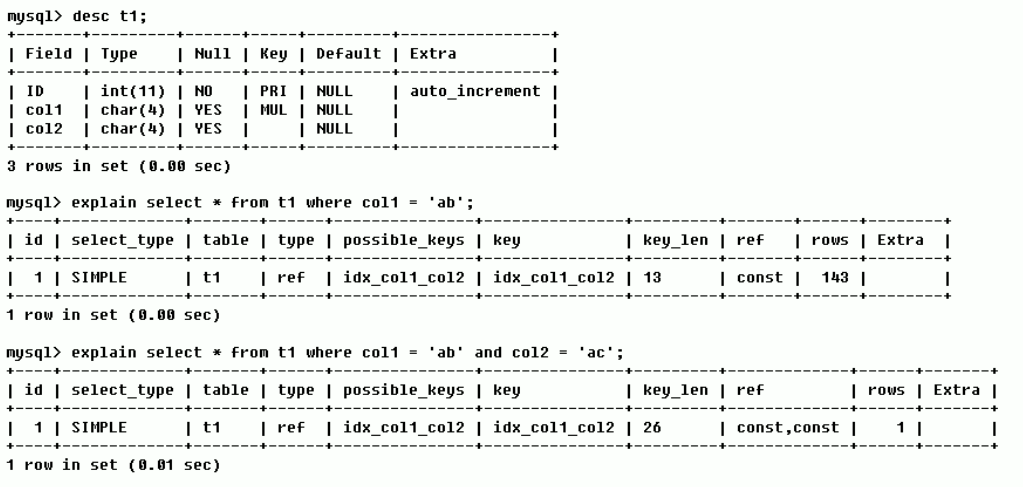 mysql> desc t1;
+-------+---------+------+-----+---------+----------------+
| Field | Type    | Null | Key | Default | Extra          |
+-------+---------+------+-----+---------+----------------+
| ID    | int(11) | NO   | PRI | NULL    | auto_increment |
| col1  | char(4) | YES  | MUL | NULL    |                |
| col2  | char(4) | YES  |     | NULL    |                |
+-------+---------+------+-----+---------+----------------+
3 rows in set (0.00 sec)
mysql> explain select * from t1 where col1 = 'ab';
+----+-------------+-------+------+---------------+---------------+---------+-------+------+-------+
| id | select_type | table | type | possible_keys | key           | key_len | ref   | rows | Extra |
+----+-------------+-------+------+---------------+---------------+---------+-------+------+-------+
| 1 | SIMPLE      | t1    | ref  | idx_col1_col2 | idx_col1_col2 | 13      | const | 143 |       |
+----+-------------+-------+------+---------------+---------------+---------+-------+------+-------+
1 row in set (0.00 sec)
mysql> explain select * from t1 where col1 = 'ab' and col2 = 'ac';
+----+-------------+-------+------+---------------+---------------+---------+-------------+------+-------+
| id | select_type | table | type | possible_keys | key           | key_len | ref         | rows | Extra |
+----+-------------+-------+------+---------------+---------------+---------+-------------+------+-------+
| 1 | SIMPLE      | t1    | ref  | idx_col1_col2 | idx_col1_col2 | 26      | const,const | 1 |       |
+----+-------------+-------+------+---------------+---------------+---------+-------------+------+-------+
1 row in set (0.01 sec)